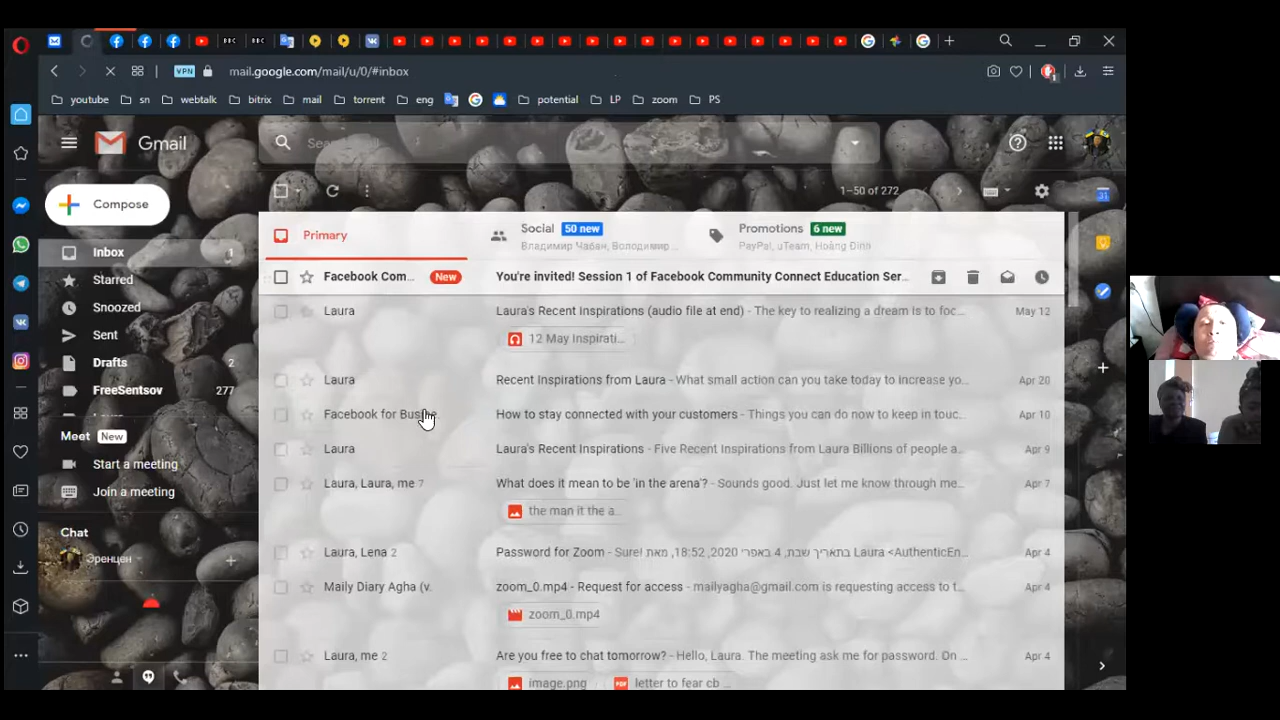 mail.google.com/mail/u/0/#inbox
VPN
youtube sn webtalk bitrix mail torrent eng potential LP zoom PS
Gmail
1–50 of 272
Compose
Inbox 1
Starred
Snoozed
Sent
Drafts 2
FreeSentsov 277
Meet New
Start a meeting
Join a meeting
Chat
Эренцен
Primary
Social 50 new
Владимир Чабан, Володимир ...
Promotions 6 new
PayPal, uTeam, Hoàng Đình
Facebook Com... New You're invited! Session 1 of Facebook Community Connect Education Ser...
Laura Laura's Recent Inspirations (audio file at end) - The key to realizing a dream is to foc... May 12
12 May Inspirati...
Laura Recent Inspirations from Laura - What small action can you take today to increase yo... Apr 20
Facebook for Busine. How to stay connected with your customers - Things you can do now to keep in touc... Apr 10
Laura Laura's Recent Inspirations - Five Recent Inspirations from Laura Billions of people a... Apr 9
Laura, Laura, me 7 What does it mean to be 'in the arena'? - Sounds good. Just let me know through me... Apr 7
the man it the a...
Laura, Lena 2 Password for Zoom - Sure! בתאריך שבת, 4 באפר׳ 2020, 18:52, מאת Laura <AuthenticEn... Apr 4
Maily Diary Agha (v. zoom_0.mp4 - Request for access - mailyagha@gmail.com is requesting access to t... Apr 4
zoom_0.mp4
Laura, me 2 Are you free to chat tomorrow? - Hello, Laura. The meeting ask me for password. On ... Apr 4
image.png PDF letter to fear cb ...